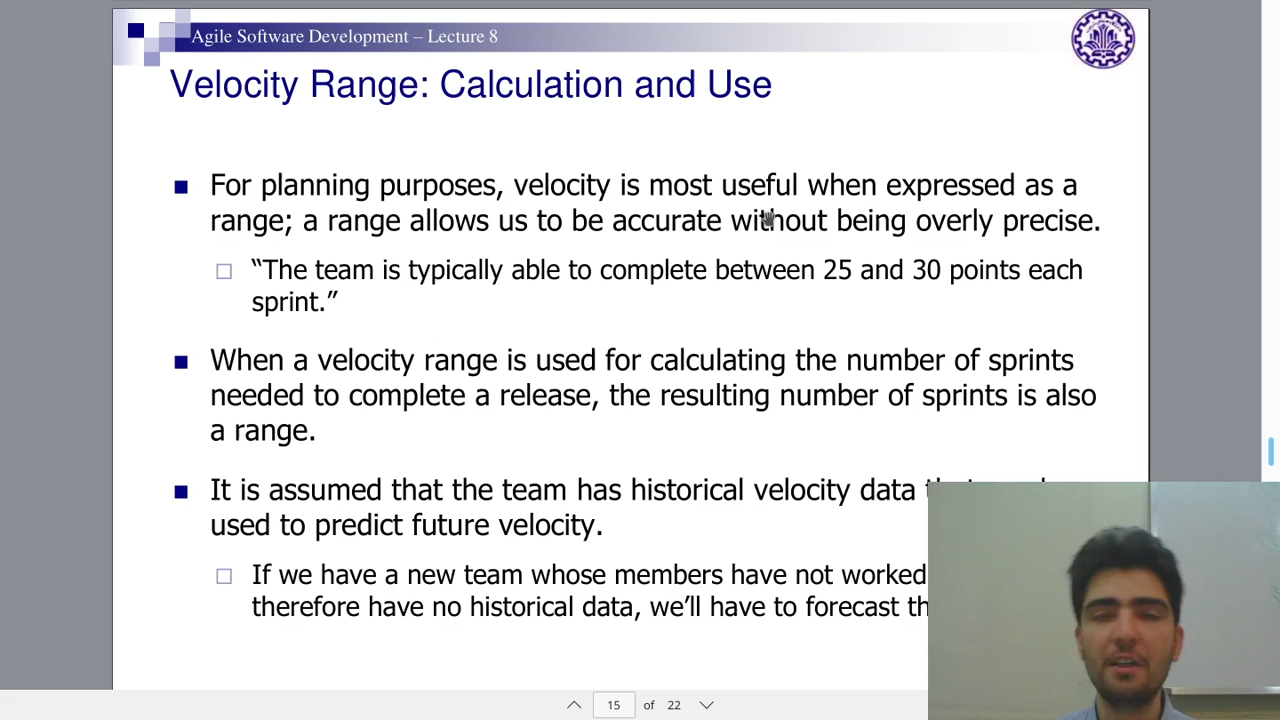 Agile Software Development – Lecture 8
Velocity Range: Calculation and Use
For planning purposes, velocity is most useful when expressed as a
range; a range allows us to be accurate without being overly precise.
“The team is typically able to complete between 25 and 30 points each
sprint.”
When a velocity range is used for calculating the number of sprints
needed to complete a release, the resulting number of sprints is also
a range.
It is assumed that the team has historical velocity data
used to predict future velocity.
If we have a new team whose members have not worked
therefore have no historical data, we’ll have to forecast
15 of 22